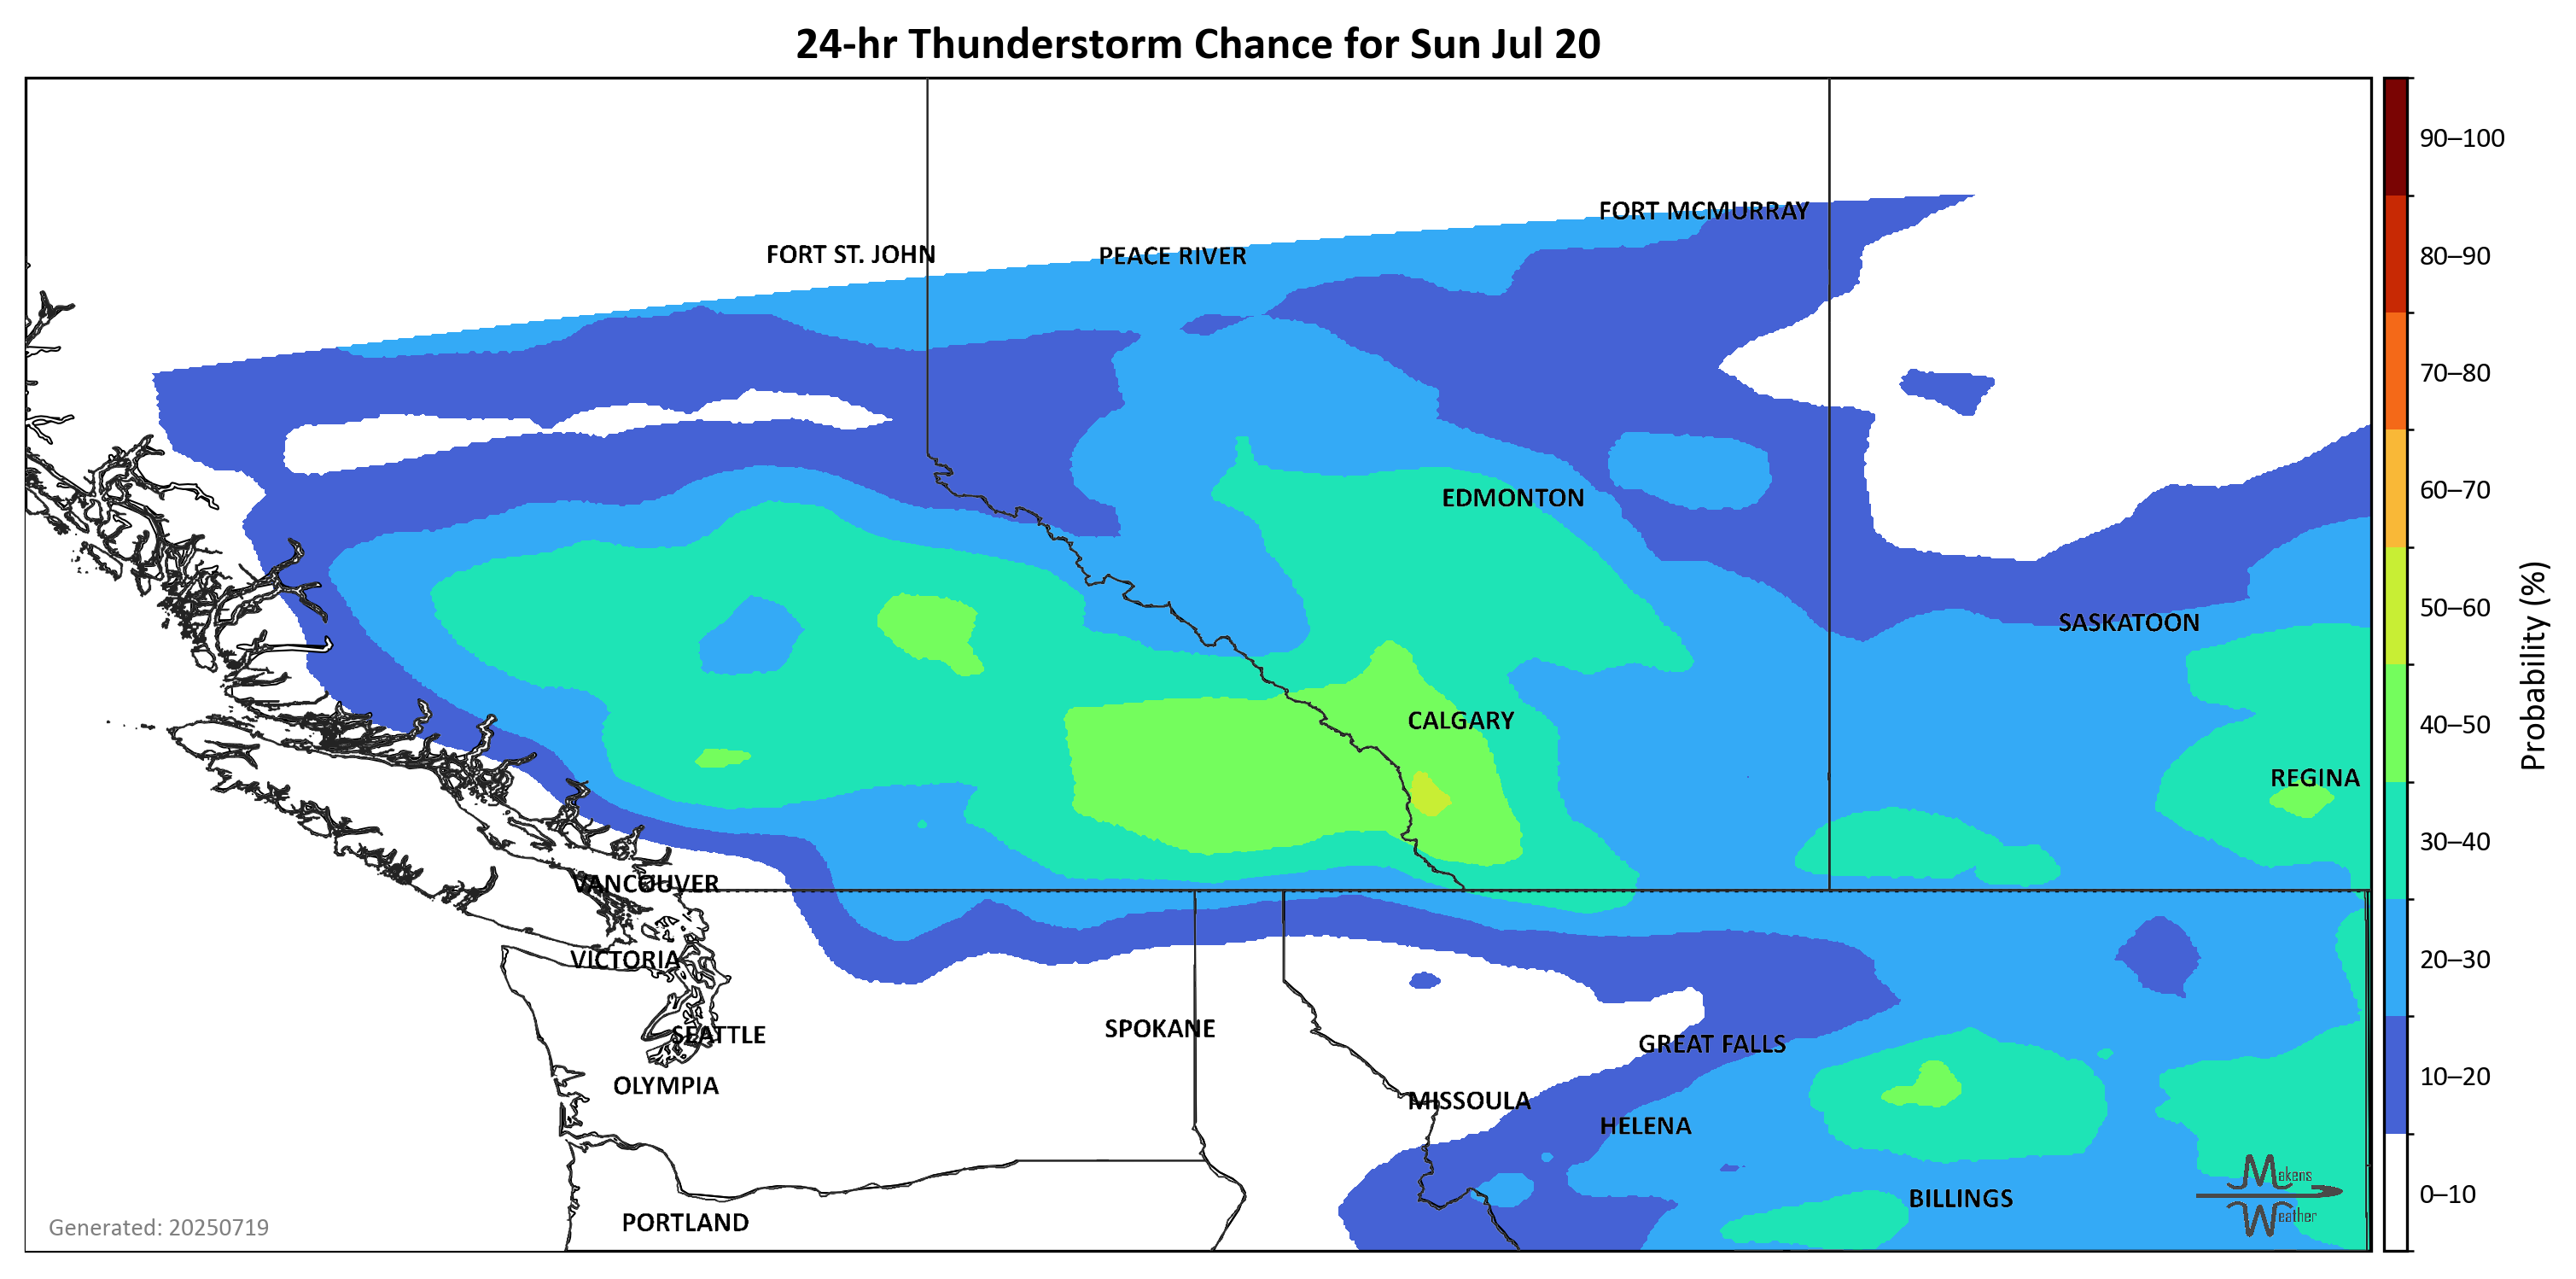 24-hr Thunderstorm Chance for Sun Jul 20
90–100
FORT MCMURRAY
FORT ST. JOHN
PEACE RIVER
80–90
70–80
60–70
EDMONTON
50–60
SASKATOON
Probability (%)
CALGARY
40–50
REGINA
30–40
VANCOUVER
VICTORIA
20–30
SPOKANE
SEATTLE
GREAT FALLS
10–20
OLYMPIA
MISSOULA
HELENA
Makens
Weather
0–10
BILLINGS
PORTLAND
Generated: 20250719